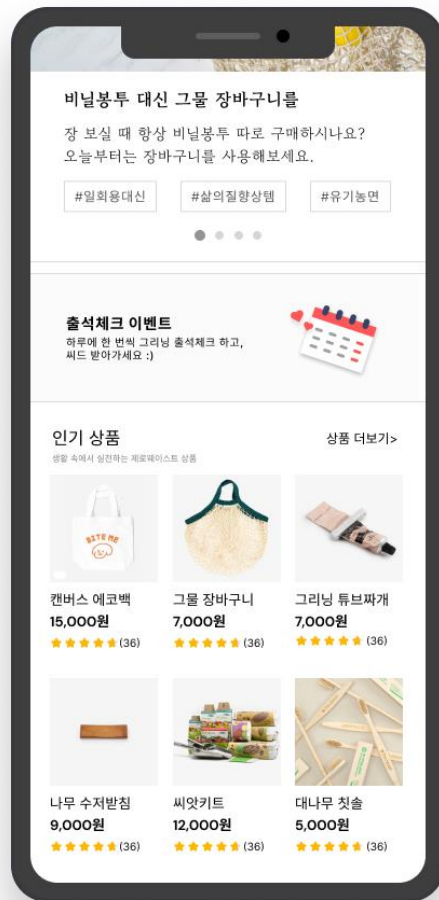 비닐봉투 대신 그물 장바구니를
장 보실 때 항상 비닐봉투 따로 구매하시나요?
오늘부터는 장바구니를 사용해보세요.
#일회용대신 #삶의질향상템 #유기농면
출석체크 이벤트
하루에 한 번씩 그리닝 출석체크 하고,
씨드 받아가세요 :)
인기 상품 상품 더보기>
생활 속에서 실천하는 제로웨이스트 상품
BITE ME
캔버스 에코백 그물 장바구니 그리닝 튜브짜개
15,000원 7,000원 7,000원
(36) (36) (36)
나무 수저받침 씨앗키트 대나무 칫솔
9,000원 12,000원 5,000원
(36) (36) (36)